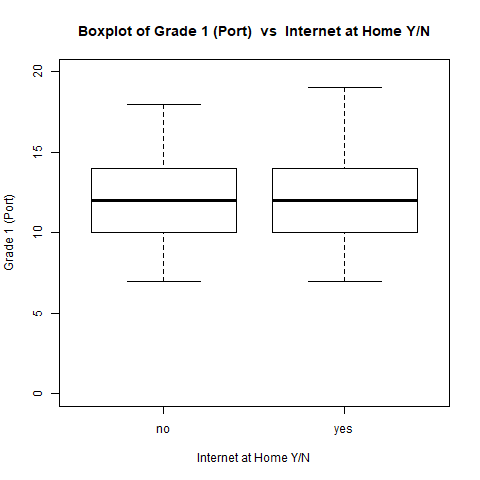 Boxplot of Grade 1 (Port)  vs  Internet at Home Y/N
Grade 1 (Port)
20
15
10
5
0
no
yes
Internet at Home Y/N